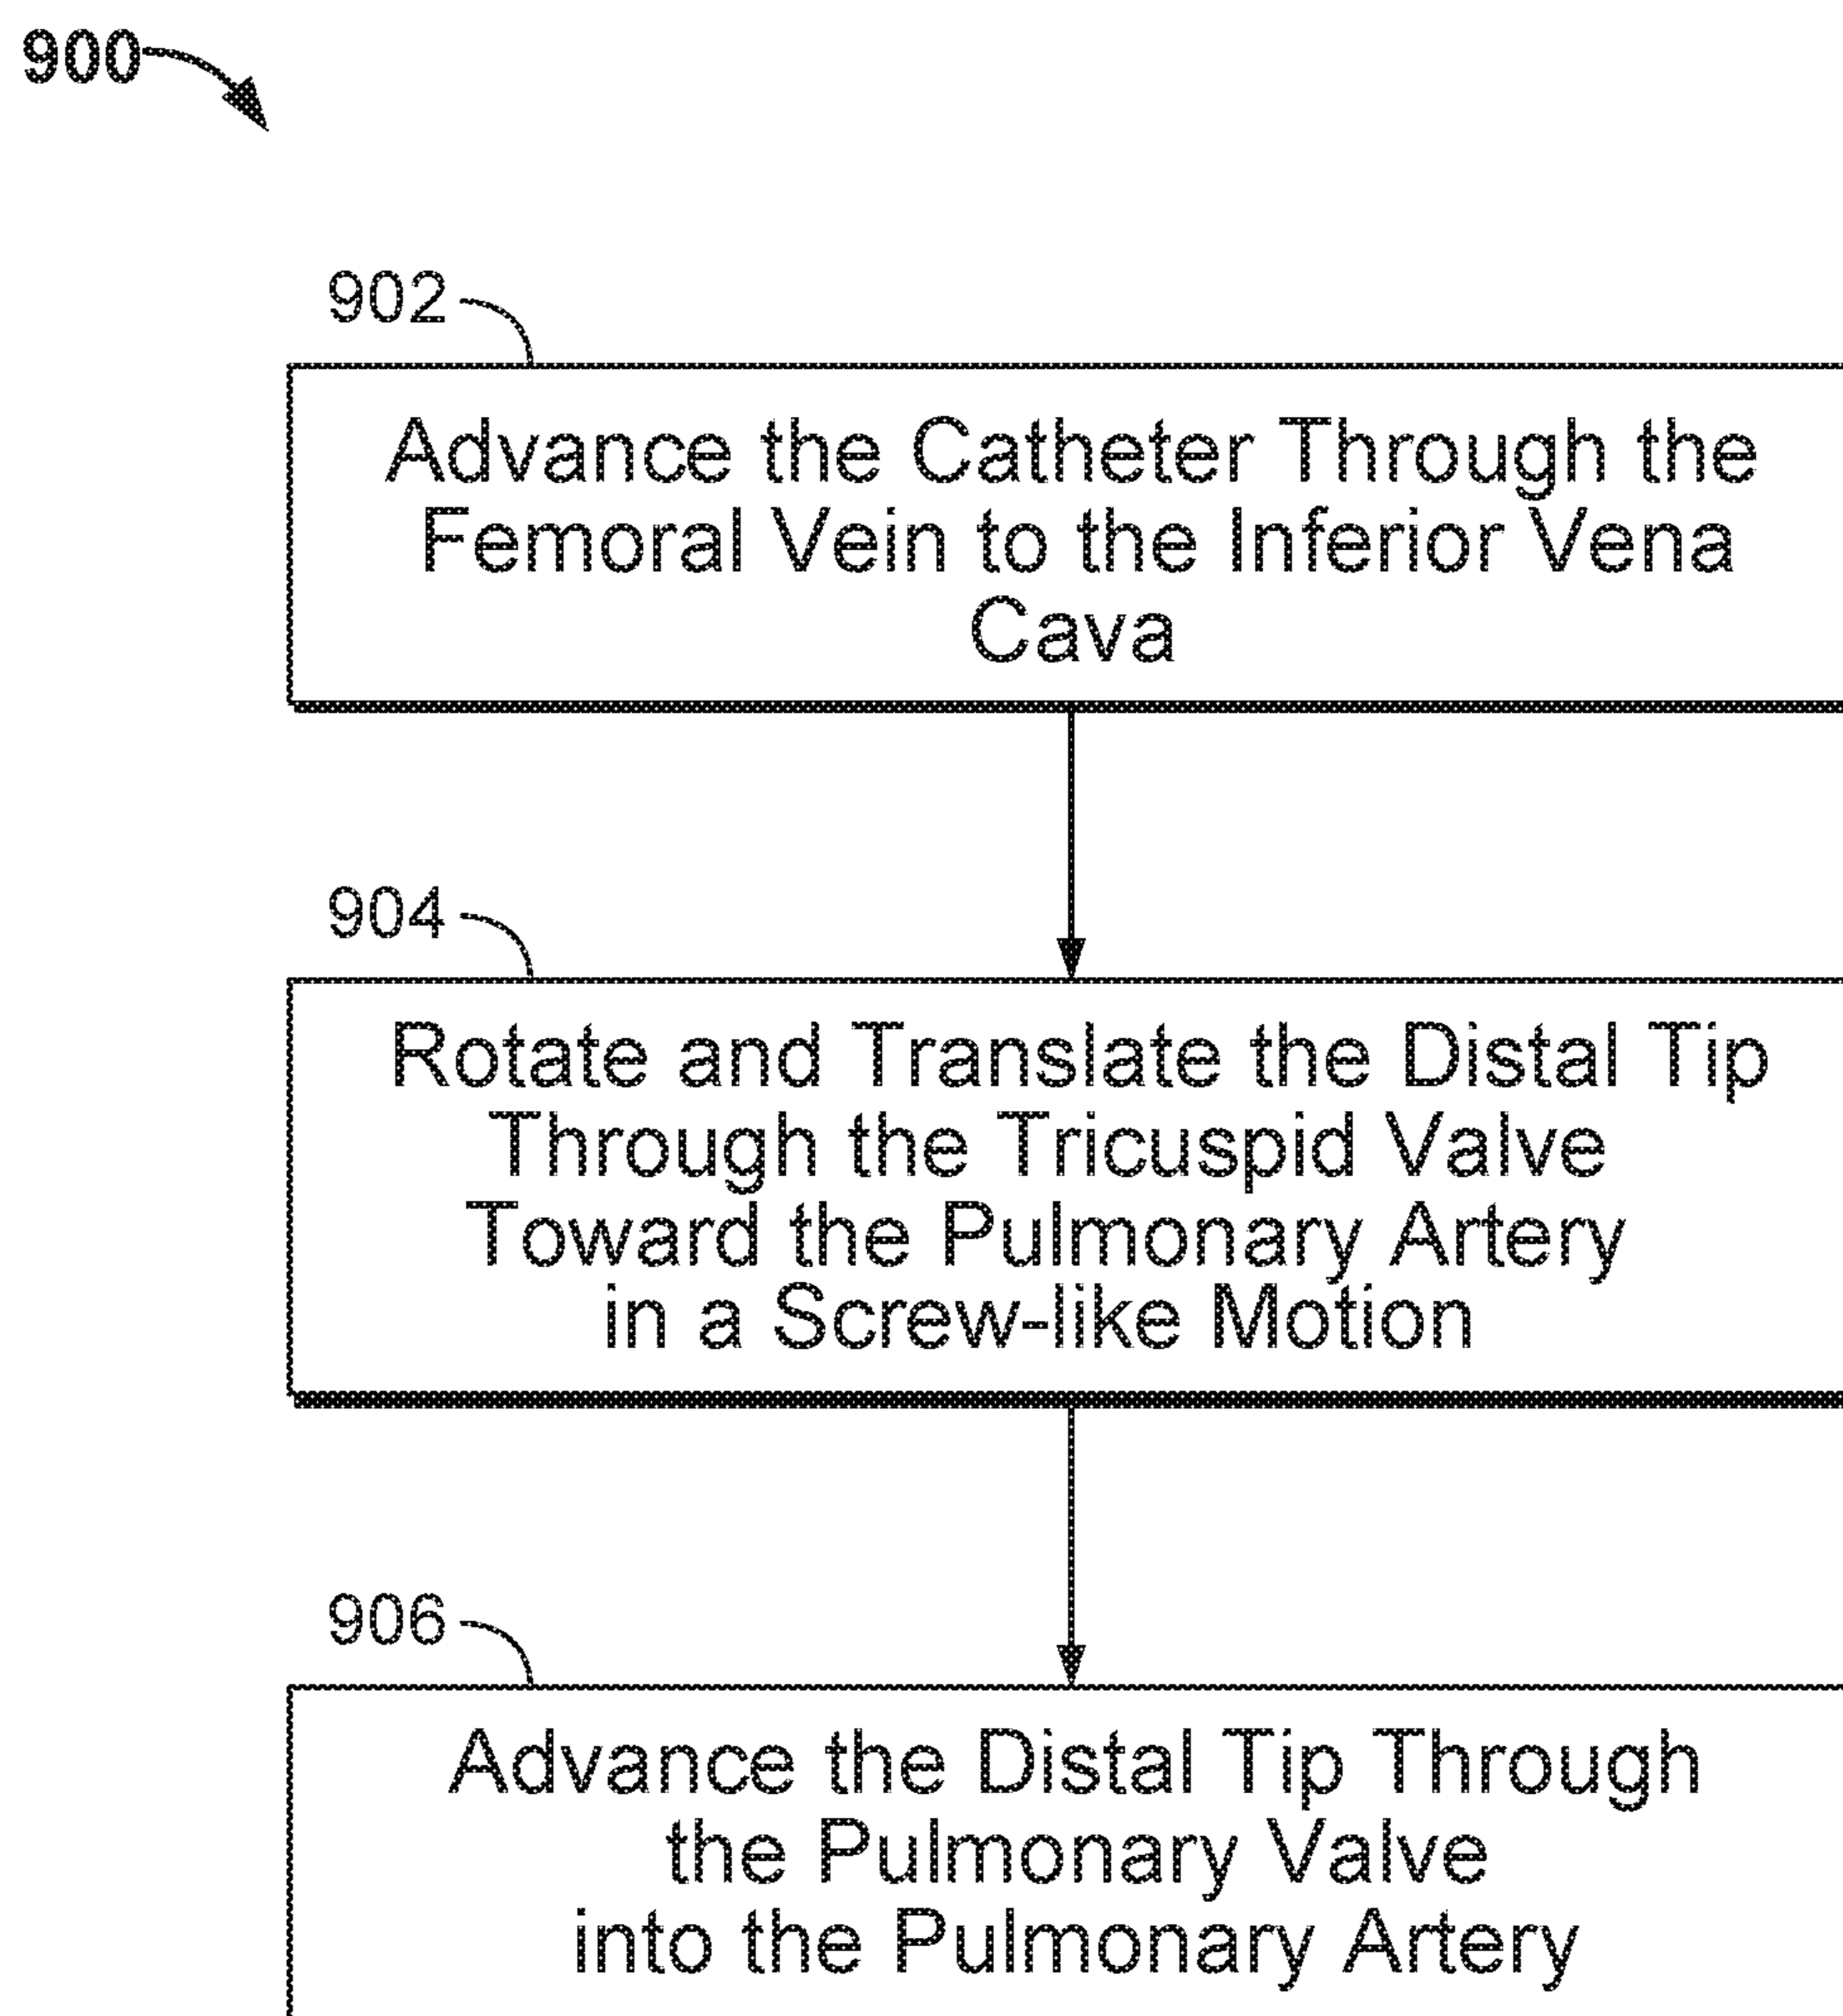 900
902
Advance the Catheter Through the
Femoral Vein to the Inferior Vena
Cava
904
Rotate and Translate the Distal Tip
Through the Tricuspid Valve
Toward the Pulmonary Artery
in a Screw-like Motion
906
Advance the Distal Tip Through
the Pulmonary Valve
into the Pulmonary Artery